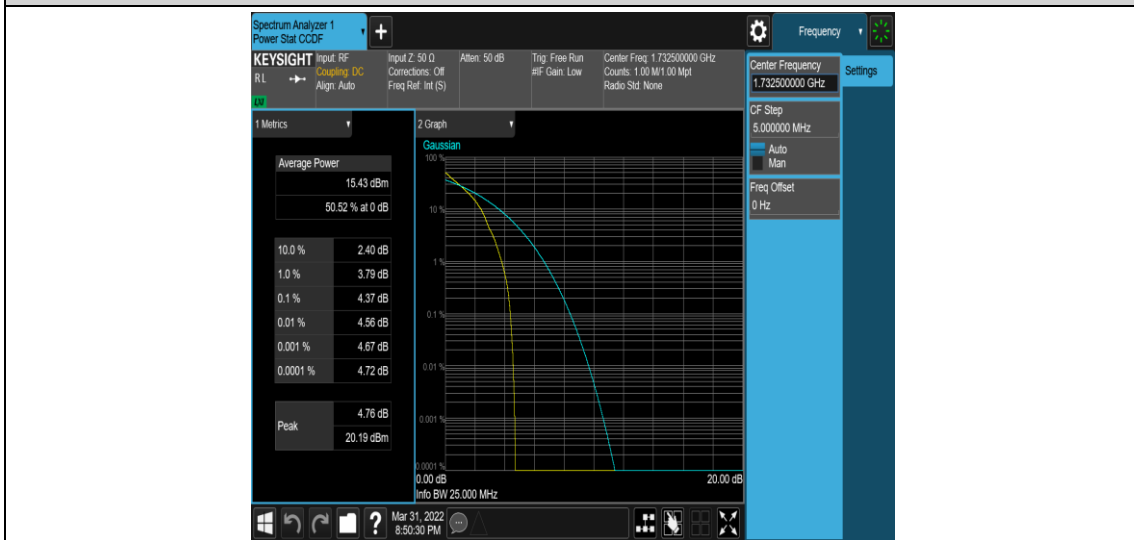 Spectrum Analyzer 1
Power Stat CCDF
Frequency
KEYSIGHT
RL
Input: RF
Coupling: DC
Align: Auto
Input Z: 50 Ω
Corrections: Off
Freq Ref: Int (S)
Atten: 50 dB
Trig: Free Run
#IF Gain: Low
Center Freq: 1.732500000 GHz
Counts: 1.00 M/1.00 Mpt
Radio Std: None
Center Frequency
1.732500000 GHz
Settings
CF Step
5.000000 MHz
Auto
Man
Freq Offset
0 Hz
1 Metrics
Average Power
15.43 dBm
50.52 % at 0 dB
10.0 % 2.40 dB
1.0 % 3.79 dB
0.1 % 4.37 dB
0.01 % 4.56 dB
0.001 % 4.67 dB
0.0001 % 4.72 dB
Peak
4.76 dB
20.19 dBm
2 Graph
Gaussian
100 %
10 %
1 %
0.1 %
0.01 %
0.001 %
0.0001 %
0.00 dB
20.00 dB
Info BW 25.000 MHz
?
Mar 31, 2022
8:50:30 PM